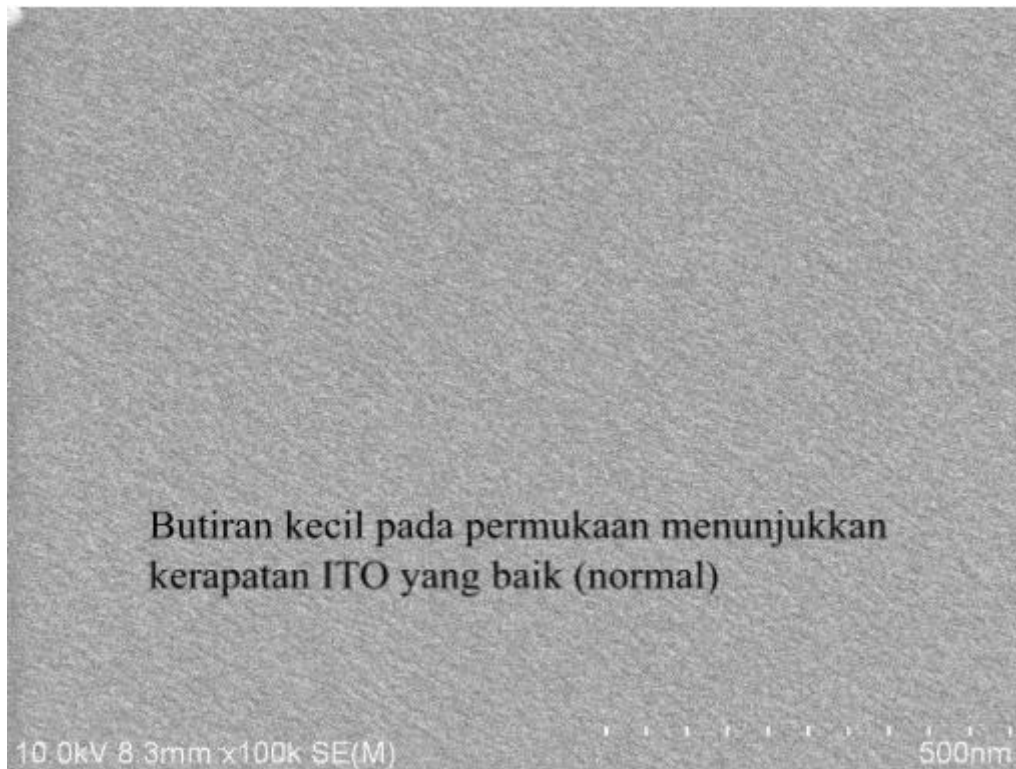 Butiran kecil pada permukaan menunjukkan
kerapatan ITO yang baik (normal)
10.0kV 8.3mm x100k SE(M)
500nm